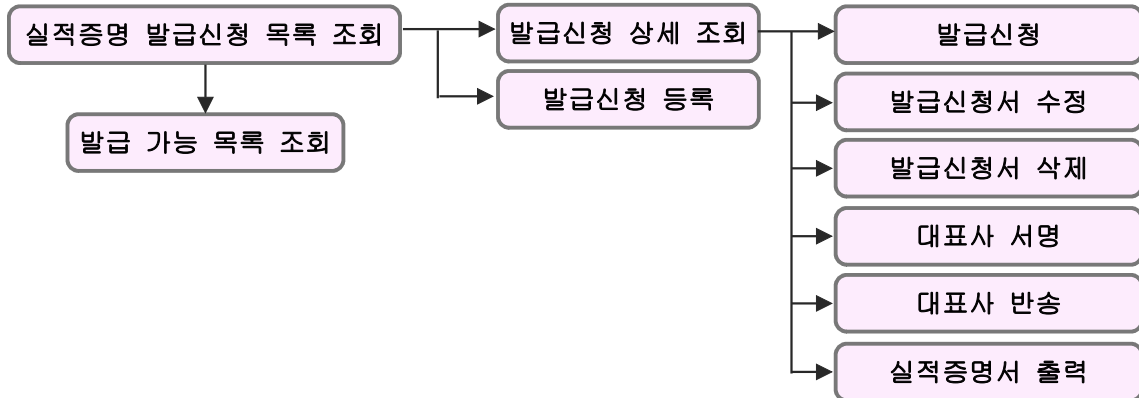 실적증명 발급신청 목록 조회
발급 가능 목록 조회
발급신청 상세 조회
발급신청 등록
발급신청
발급신청서 수정
발급신청서 삭제
대표사 서명
대표사 반송
실적증명서 출력